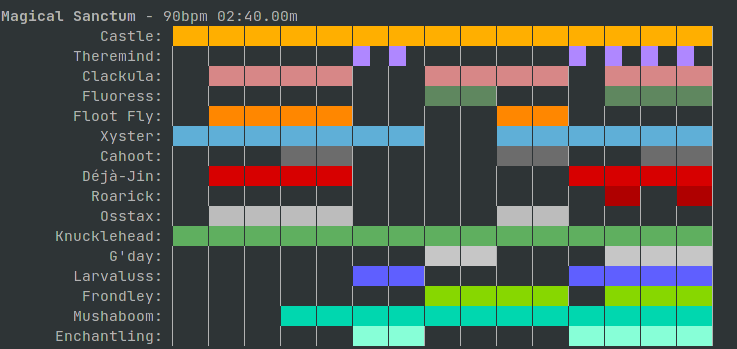 Magical Sanctum - 90bpm 02:40.00m
Castle:
Theremind:
Clackula:
Fluoress:
Floot Fly:
Xyster:
Cahoot:
Déjà-Jin:
Roarick:
Osstax:
Knucklehead:
G'day:
Larvaluss:
Frondley:
Mushaboom:
Enchantling: